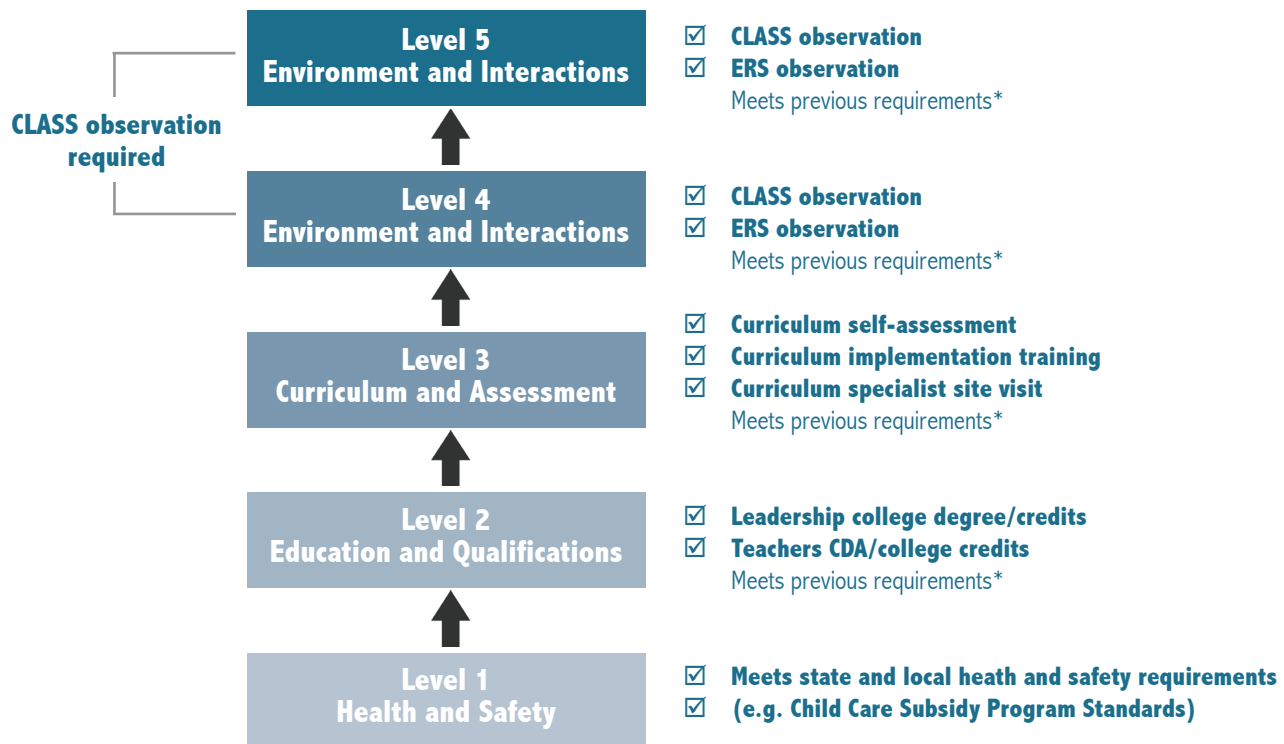 Level 5
Environment and Interactions
CLASS observation
ERS observation
Meets previous requirements*
CLASS observation
required
Level 4
Environment and Interactions
CLASS observation
ERS observation
Meets previous requirements*
Level 3
Curriculum and Assessment
Curriculum self-assessment
Curriculum implementation training
Curriculum specialist site visit
Meets previous requirements*
Level 2
Education and Qualifications
Leadership college degree/credits
Teachers CDA/college credits
Meets previous requirements*
Level 1
Health and Safety
Meets state and local heath and safety requirements
(e.g. Child Care Subsidy Program Standards)